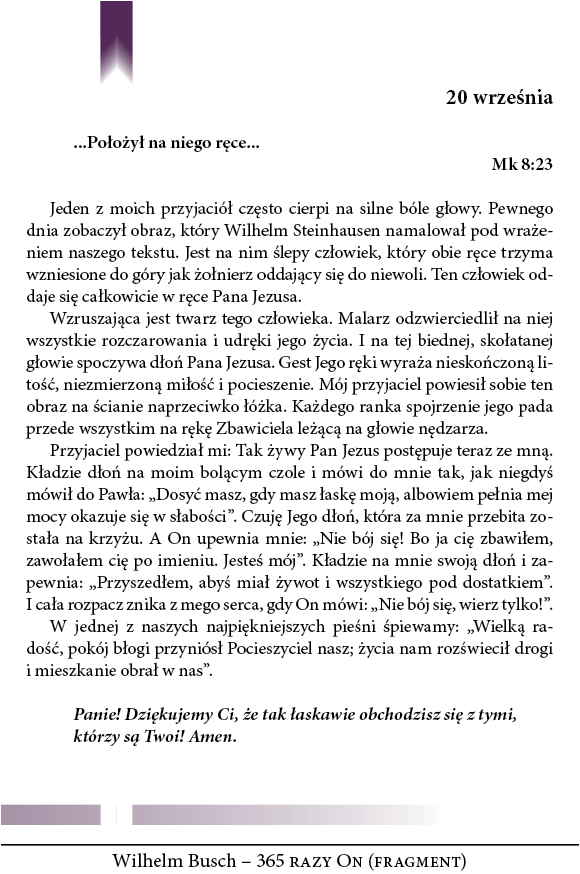 20 września
...Położył na niego ręce...
Mk 8:23
Jeden z moich przyjaciół często cierpi na silne bóle głowy. Pewnego
dnia zobaczył obraz, który Wilhelm Steinhausen namalował pod wraże-
niem naszego tekstu. Jest na nim ślepy człowiek, który obie ręce trzyma
wzniesione do góry jak żołnierz oddający się do niewoli. Ten człowiek od-
daje się całkowicie w ręce Pana Jezusa.
Wzruszająca jest twarz tego człowieka. Malarz odzwierciedlił na niej
wszystkie rozczarowania i udręki jego życia. I na tej biednej, skołatanej
głowie spoczywa dłoń Pana Jezusa. Gest Jego ręki wyraża nieskończoną li-
tość, niezmierzoną miłość i pocieszenie. Mój przyjaciel powiesił sobie ten
obraz na ścianie naprzeciwko łóżka. Każdego ranka spojrzenie jego pada
przede wszystkim na rękę Zbawiciela leżącą na głowie nędzarza.
Przyjaciel powiedział mi: Tak żywy Pan Jezus postępuje teraz ze mną.
Kładzie dłoń na moim bolącym czole i mówi do mnie tak, jak niegdyś
mówił do Pawła: „Dosyć masz, gdy masz łaskę moją, albowiem pełnia mej
mocy okazuje się w słabości”. Czuję Jego dłoń, która za mnie przebita zo-
stała na krzyżu. A On upewnia mnie: „Nie bój się! Bo ja cię zbawiłem,
zawołałem cię po imieniu. Jesteś mój”. Kładzie na mnie swoją dłoń i za-
pewnia: „Przyszedłem, abyś miał żywot i wszystkiego pod dostatkiem”.
I cała rozpacz znika z mego serca, gdy On mówi: „Nie bój się, wierz tylko!”.
W jednej z naszych najpiękniejszych pieśni śpiewamy: „Wielką ra-
dość, pokój błogi przyniósł Pocieszyciel nasz; życia nam rozświecił drogi
i mieszkanie obrał w nas”.
Panie! Dziękujemy Ci, że tak łaskawie obchodzisz się z tymi,
którzy są Twoi! Amen.
Wilhelm Busch – 365 RAZY ON (FRAGMENT)